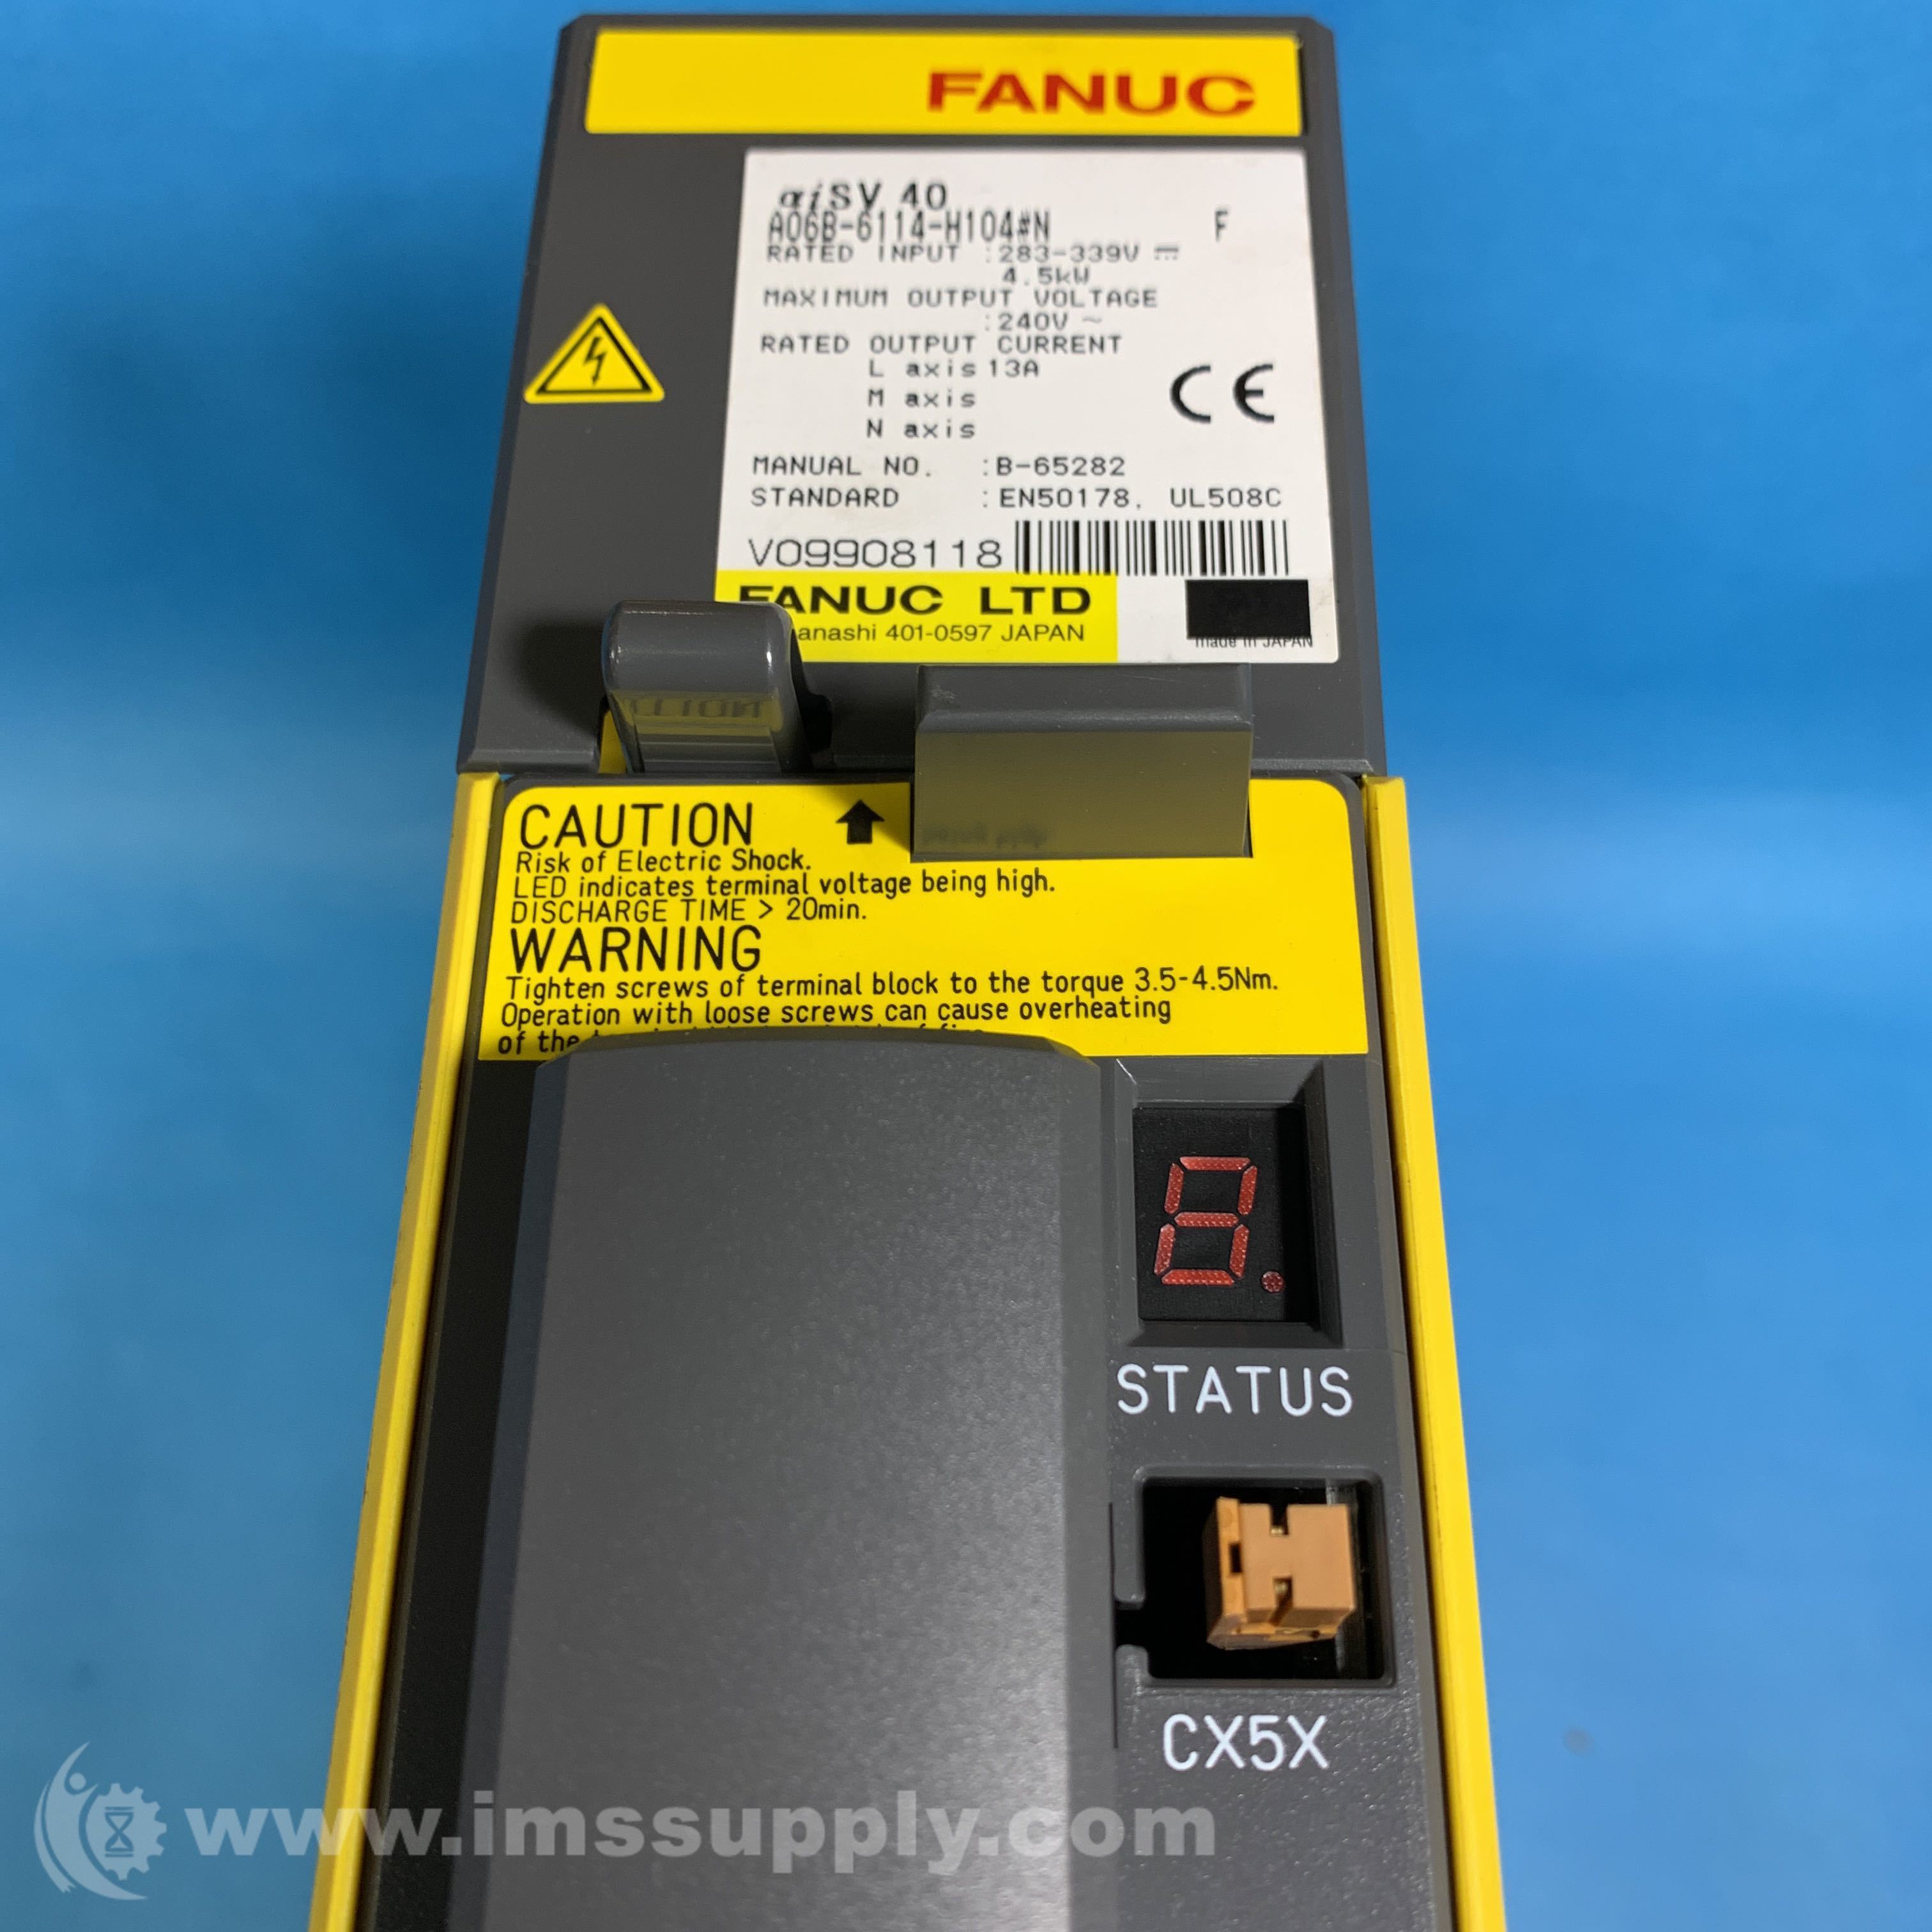 FANUC
αiSV 40
A06B-6114-H104#N F
RATED INPUT :283-339V ⎓
4.5kW
MAXIMUM OUTPUT VOLTAGE
:240V ~
RATED OUTPUT CURRENT
L axis 13A
M axis
N axis
CE
MANUAL NO. :B-65282
STANDARD :EN50178, UL508C
V09908118
FANUC LTD
anashi 401-0597 JAPAN
made in JAPAN
CAUTION
Risk of Electric Shock.
LED indicates terminal voltage being high.
DISCHARGE TIME > 20min.
WARNING
Tighten screws of terminal block to the torque 3.5-4.5Nm.
Operation with loose screws can cause overheating
of the
8.
STATUS
CX5X
www.imssupply.com